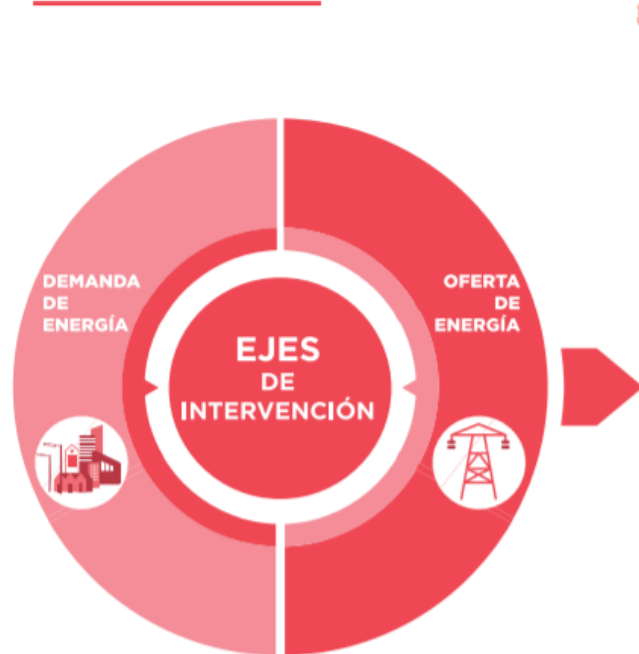 DEMANDA
DE
ENERGÍA
EJES
DE
INTERVENCIÓN
OFERTA
DE
ENERGÍA